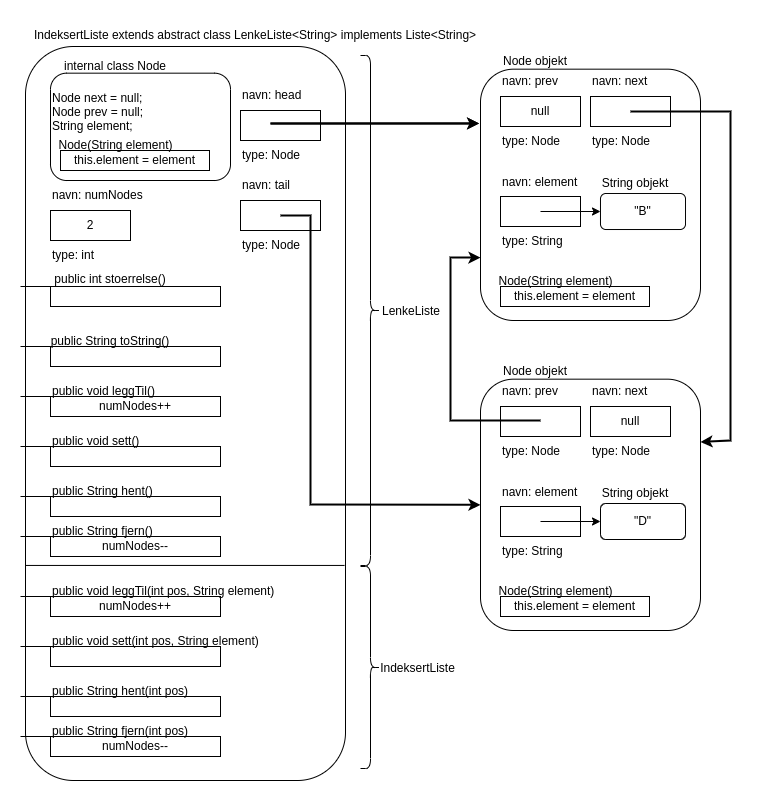 IndeksertListe extends abstract class LenkeListe<String> implements Liste<String>
internal class Node
Node next = null;
Node prev = null;
String element;
Node(String element)
this.element = element
navn: head
type: Node
navn: tail
type: Node
navn: numNodes
2
type: int
public int stoerrelse()
public String toString()
public void leggTil()
numNodes++
public void sett()
public String hent()
public String fjern()
numNodes--
public void leggTil(int pos, String element)
numNodes++
public void sett(int pos, String element)
public String hent(int pos)
public String fjern(int pos)
numNodes--
LenkeListe
IndeksertListe
Node objekt
navn: prev
navn: next
null
type: Node
type: Node
navn: element
String objekt
"B"
type: String
Node(String element)
this.element = element
Node objekt
navn: prev
navn: next
null
type: Node
type: Node
navn: element
String objekt
"D"
type: String
Node(String element)
this.element = element